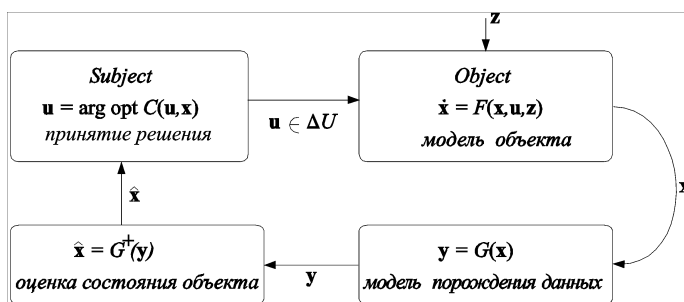 z
Subject
u = arg opt C(u,x)
принятие решения
u ∈ ΔU
Object
ẋ = F(x,u,z)
модель объекта
x
x̂
x̂ = G⁺(y)
оценка состояния объекта
y
y = G(x)
модель порождения данных